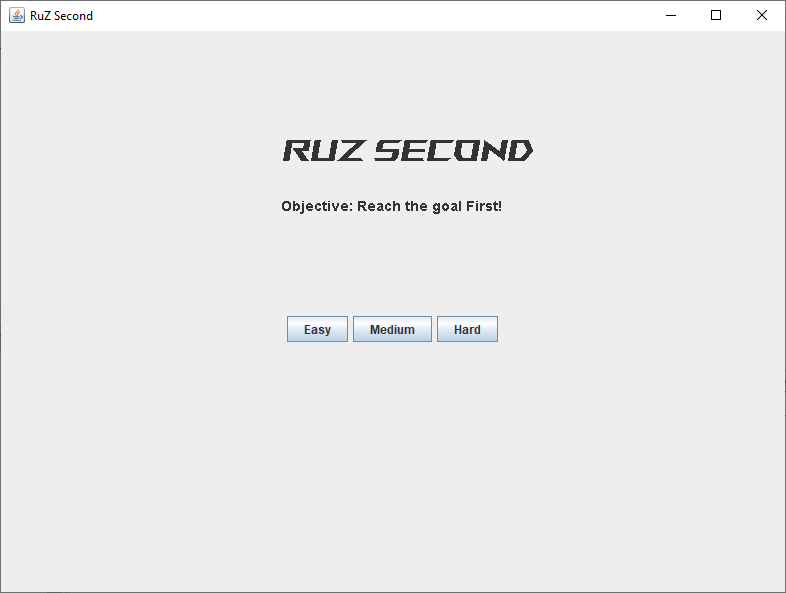 RuZ Second
RUZ SECOND
Objective: Reach the goal First!
Easy Medium Hard